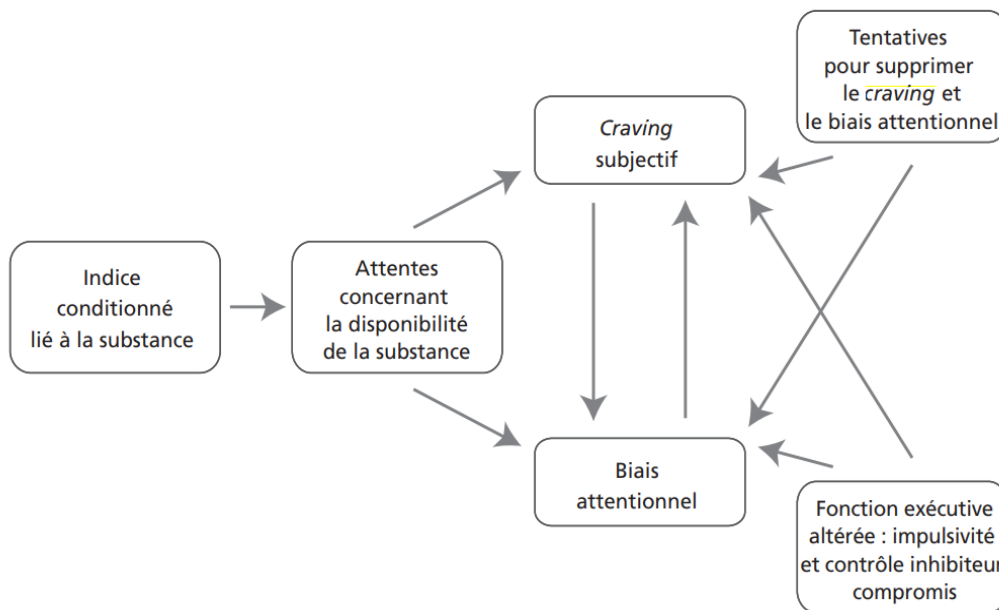 Tentatives
pour supprimer
le craving et
le biais attentionnel
Craving
subjectif
Indice
conditionné
lié à la substance
Attentes
concernant
la disponibilité
de la substance
Biais
attentionnel
Fonction exécutive
altérée : impulsivité
et contrôle inhibiteur
compromis